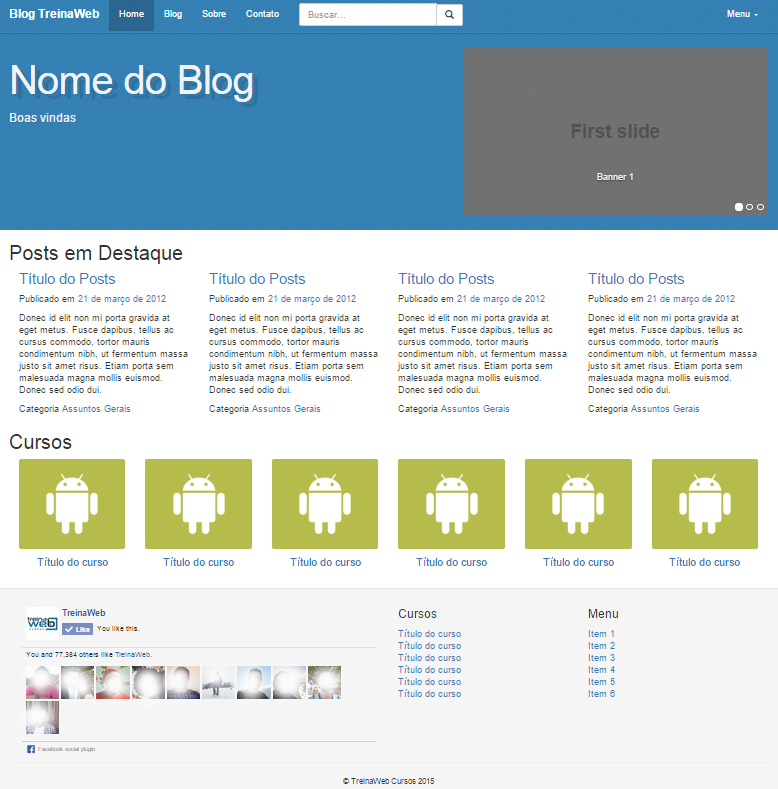 Blog TreinaWeb Home Blog Sobre Contato Buscar... Menu
Nome do Blog
Boas vindas
First slide
Banner 1
Posts em Destaque
Título do Posts
Publicado em 21 de março de 2012
Donec id elit non mi porta gravida at
eget metus. Fusce dapibus, tellus ac
cursus commodo, tortor mauris
condimentum nibh, ut fermentum massa
justo sit amet risus. Etiam porta sem
malesuada magna mollis euismod.
Donec sed odio dui.
Categoria Assuntos Gerais
Título do Posts
Publicado em 21 de março de 2012
Donec id elit non mi porta gravida at
eget metus. Fusce dapibus, tellus ac
cursus commodo, tortor mauris
condimentum nibh, ut fermentum massa
justo sit amet risus. Etiam porta sem
malesuada magna mollis euismod.
Donec sed odio dui.
Categoria Assuntos Gerais
Título do Posts
Publicado em 21 de março de 2012
Donec id elit non mi porta gravida at
eget metus. Fusce dapibus, tellus ac
cursus commodo, tortor mauris
condimentum nibh, ut fermentum massa
justo sit amet risus. Etiam porta sem
malesuada magna mollis euismod.
Donec sed odio dui.
Categoria Assuntos Gerais
Título do Posts
Publicado em 21 de março de 2012
Donec id elit non mi porta gravida at
eget metus. Fusce dapibus, tellus ac
cursus commodo, tortor mauris
condimentum nibh, ut fermentum massa
justo sit amet risus. Etiam porta sem
malesuada magna mollis euismod.
Donec sed odio dui.
Categoria Assuntos Gerais
Cursos
Título do curso Título do curso Título do curso Título do curso Título do curso Título do curso
treina
web
TreinaWeb
Like You like this.
You and 77,384 others like TreinaWeb.
Facebook social plugin
Cursos
Título do curso
Título do curso
Título do curso
Título do curso
Título do curso
Título do curso
Menu
Item 1
Item 2
Item 3
Item 4
Item 5
Item 6
© TreinaWeb Cursos 2015